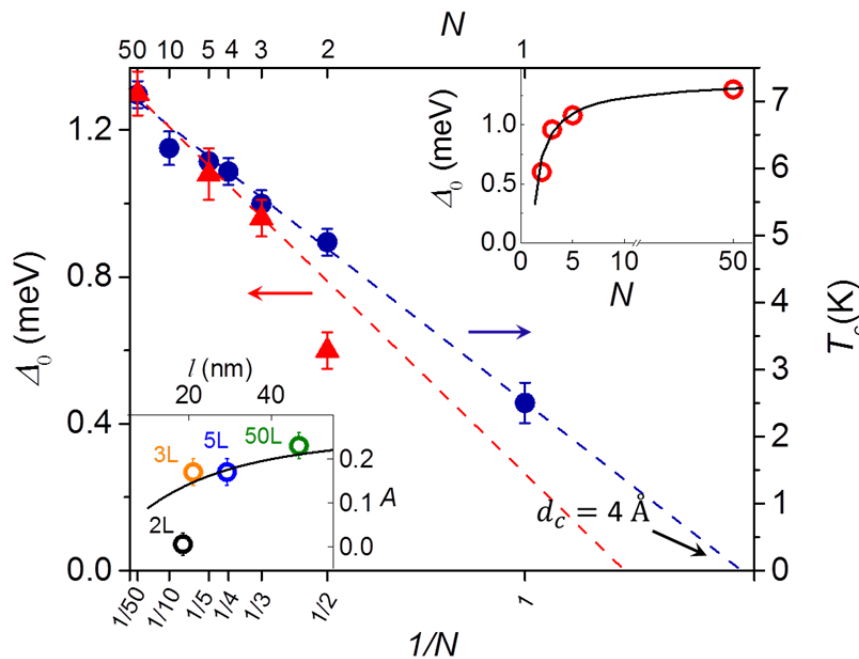 N
50 10 5 4 3 2 1
Δ₀ (meV)
1.2
0.8
0.4
0.0
T_c (K)
7
6
5
4
3
2
1
0
1/50 1/10 1/5 1/4 1/3 1/2 1
1/N
Δ₀ (meV)
1.0
0.5
0.0
0 5 10 50
N
l (nm)
20 40
3L 5L 50L
2L
0.2
0.1 A
0.0
d_c = 4 Å